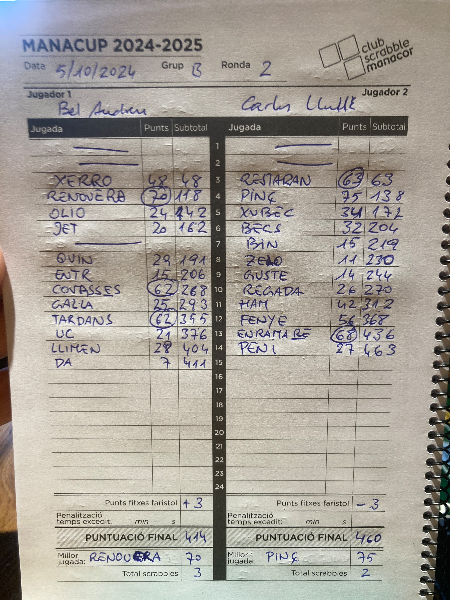 MANACUP 2024-2025
club scrabble manacor
Data 5/10/2024 Grup B Ronda 2
Jugador 1 Jugador 2
Bel Andreu Carlos
Jugada Punts Subtotal Jugada Punts Subtotal
1
2
XERRO 48 48 3 RESTARAN 63 63
RENOVERA 70 118 4 PINÇ 75 138
OLIO 24 142 5 XUBEC 34 172
JET 20 162 6 BECS 32 204
7 BIN 15 219
QUIN 29 191 8 ZELO 11 230
ENTR 15 206 9 GUSTE 14 244
COTASSES 62 268 10 REGADA 26 270
GALLA 25 293 11 HAM 42 312
TARDANS 62 355 12 FENYE 56 368
UC 21 376 13 ENRAMARE 68 436
LLIMEN 28 404 14 PENI 27 463
DA 7 411 15
16
17
18
19
20
21
22
23
24
Punts fitxes faristol +3 Punts fitxes faristol -3
Penalització temps excedit: min s Penalització temps excedit: min s
PUNTUACIÓ FINAL 414 PUNTUACIÓ FINAL 460
Millor jugada: RENOVERA 70 Millor jugada: PINÇ 75
Total scrabbles 3 Total scrabbles 2